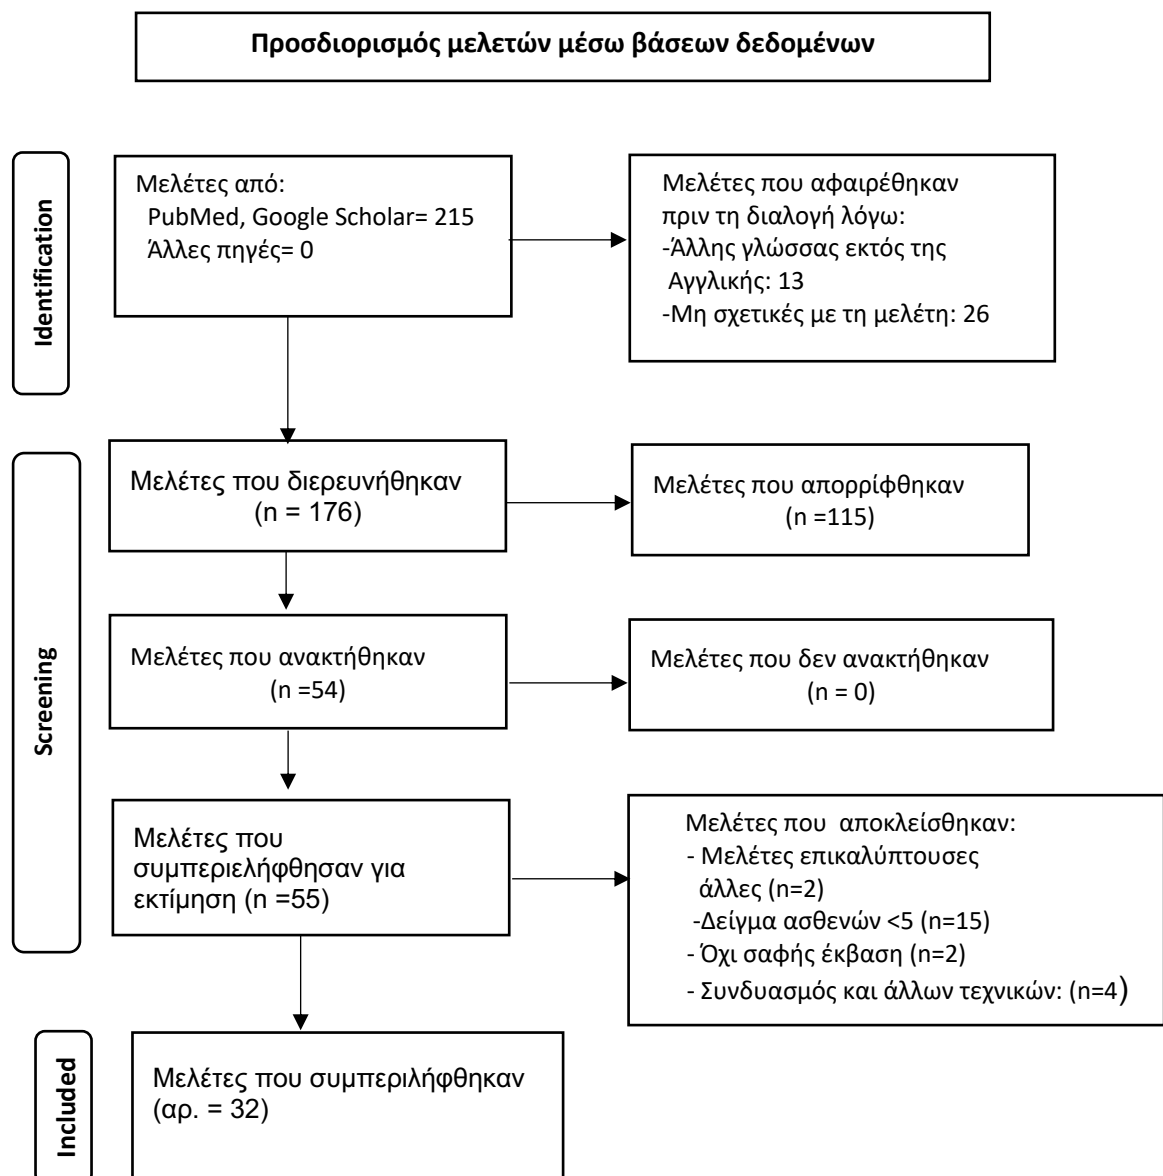 Προσδιορισμός μελετών μέσω βάσεων δεδομένων
Identification
Μελέτες από:
PubMed, Google Scholar= 215
Άλλες πηγές= 0
Μελέτες που αφαιρέθηκαν
πριν τη διαλογή λόγω:
-Άλλης γλώσσας εκτός της
Αγγλικής: 13
-Μη σχετικές με τη μελέτη: 26
Screening
Μελέτες που διερευνήθηκαν
(n = 176)
Μελέτες που απορρίφθηκαν
(n =115)
Μελέτες που ανακτήθηκαν
(n =54)
Μελέτες που δεν ανακτήθηκαν
(n = 0)
Μελέτες που
συμπεριελήφθησαν για
εκτίμηση (n =55)
Μελέτες που αποκλείσθηκαν:
- Μελέτες επικαλύπτουσες
άλλες (n=2)
-Δείγμα ασθενών <5 (n=15)
- Όχι σαφής έκβαση (n=2)
- Συνδυασμός και άλλων τεχνικών: (n=4)
Included
Μελέτες που συμπεριλήφθηκαν
(αρ. = 32)